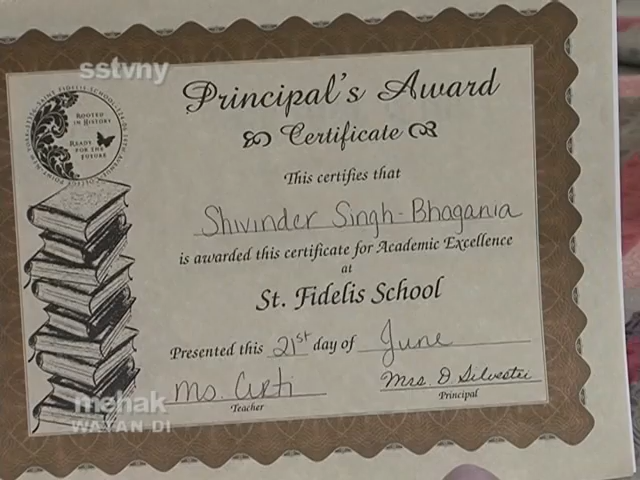 sstvny
Principal's Award
Certificate
ROOTED
IN HISTORY
READY
FOR THE
FUTURE
This certifies that
Shivinder Singh-Bhagania
is awarded this certificate for Academic Excellence
at
St. Fidelis School
Presented this 21st day of June
Ms. Curti
Teacher
Mrs. D Silvestri
Principal
mehak
WATAN DI